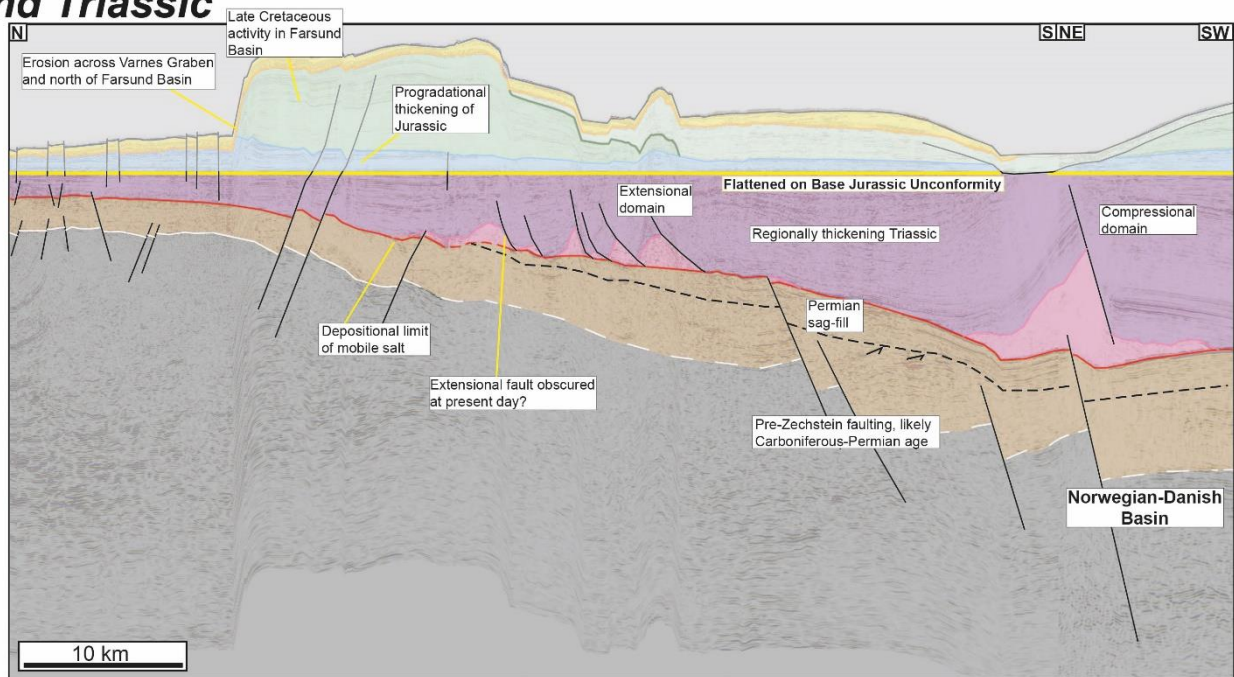 nd Triassic
N
S
NE
SW
Late Cretaceous
activity in Farsund
Basin
Erosion across Varnes Graben
and north of Farsund Basin
Progradational
thickening of
Jurassic
Flattened on Base Jurassic Unconformity
Extensional
domain
Compressional
domain
Regionally thickening Triassic
Permian
sag-fill
Depositional limit
of mobile salt
Extensional fault obscured
at present day?
Pre-Zechstein faulting, likely
Carboniferous-Permian age
Norwegian-Danish
Basin
10 km